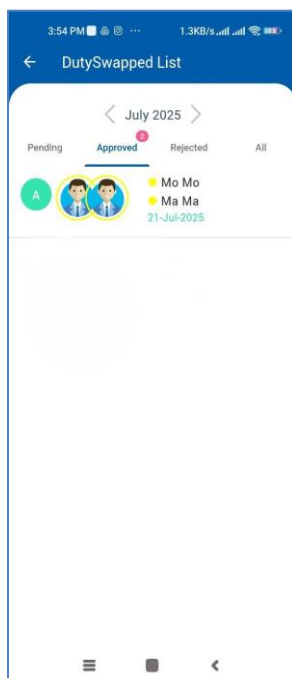 3:54 PM ··· 1.3KB/s
DutySwapped List
July 2025
Pending Approved Rejected All
A
Mo Mo
Ma Ma
21-Jul-2025